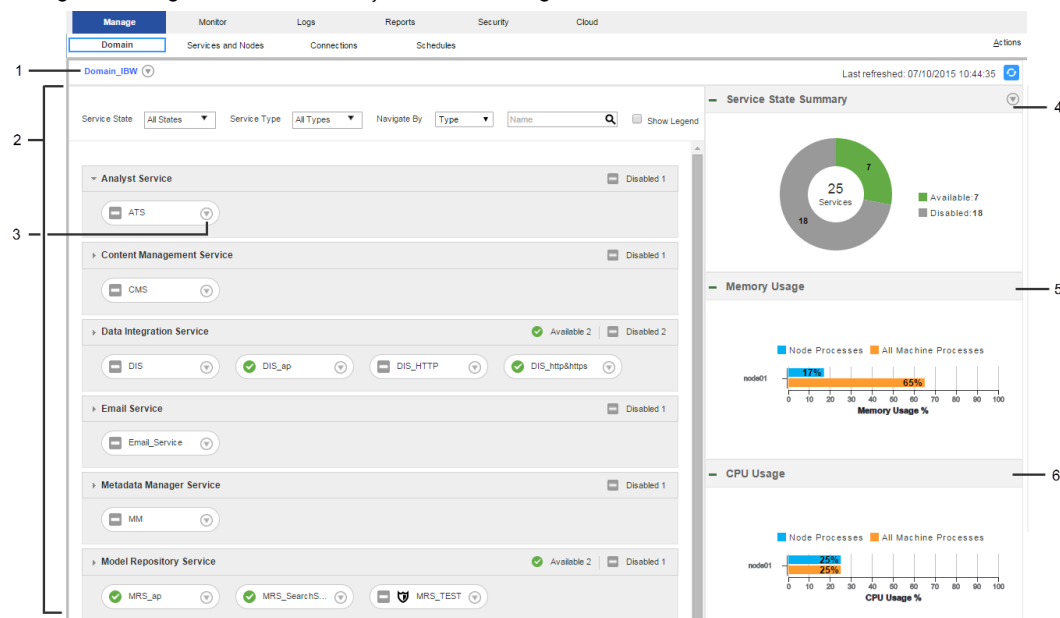 Manage Monitor Logs Reports Security Cloud
Domain Services and Nodes Connections Schedules Actions
1 Domain_IBW Last refreshed: 07/10/2015 10:44:35
2
Service State All States Service Type All Types Navigate By Type Name Show Legend
Analyst Service Disabled 1
ATS
3
Content Management Service Disabled 1
CMS
Data Integration Service Available 2 Disabled 2
DIS DIS_ap DIS_HTTP DIS_http&https
Email Service Disabled 1
Email_Service
Metadata Manager Service Disabled 1
MM
Model Repository Service Available 2 Disabled 1
MRS_ap MRS_SearchS... MRS_TEST
Service State Summary 4
7
25
Services
18
Available:7
Disabled:18
Memory Usage 5
Node Processes All Machine Processes
node01 17%
65%
0 10 20 30 40 50 60 70 80 90 100
Memory Usage %
CPU Usage 6
Node Processes All Machine Processes
node01 25%
25%
0 10 20 30 40 50 60 70 80 90 100
CPU Usage %